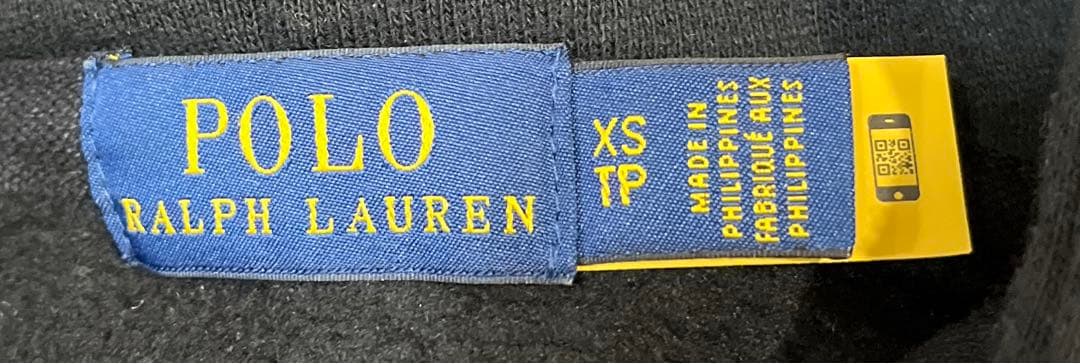 POLO
RALPH LAUREN
XS
TP
MADE IN
PHILIPPINES
FABRIQUÉ AUX
PHILIPPINES